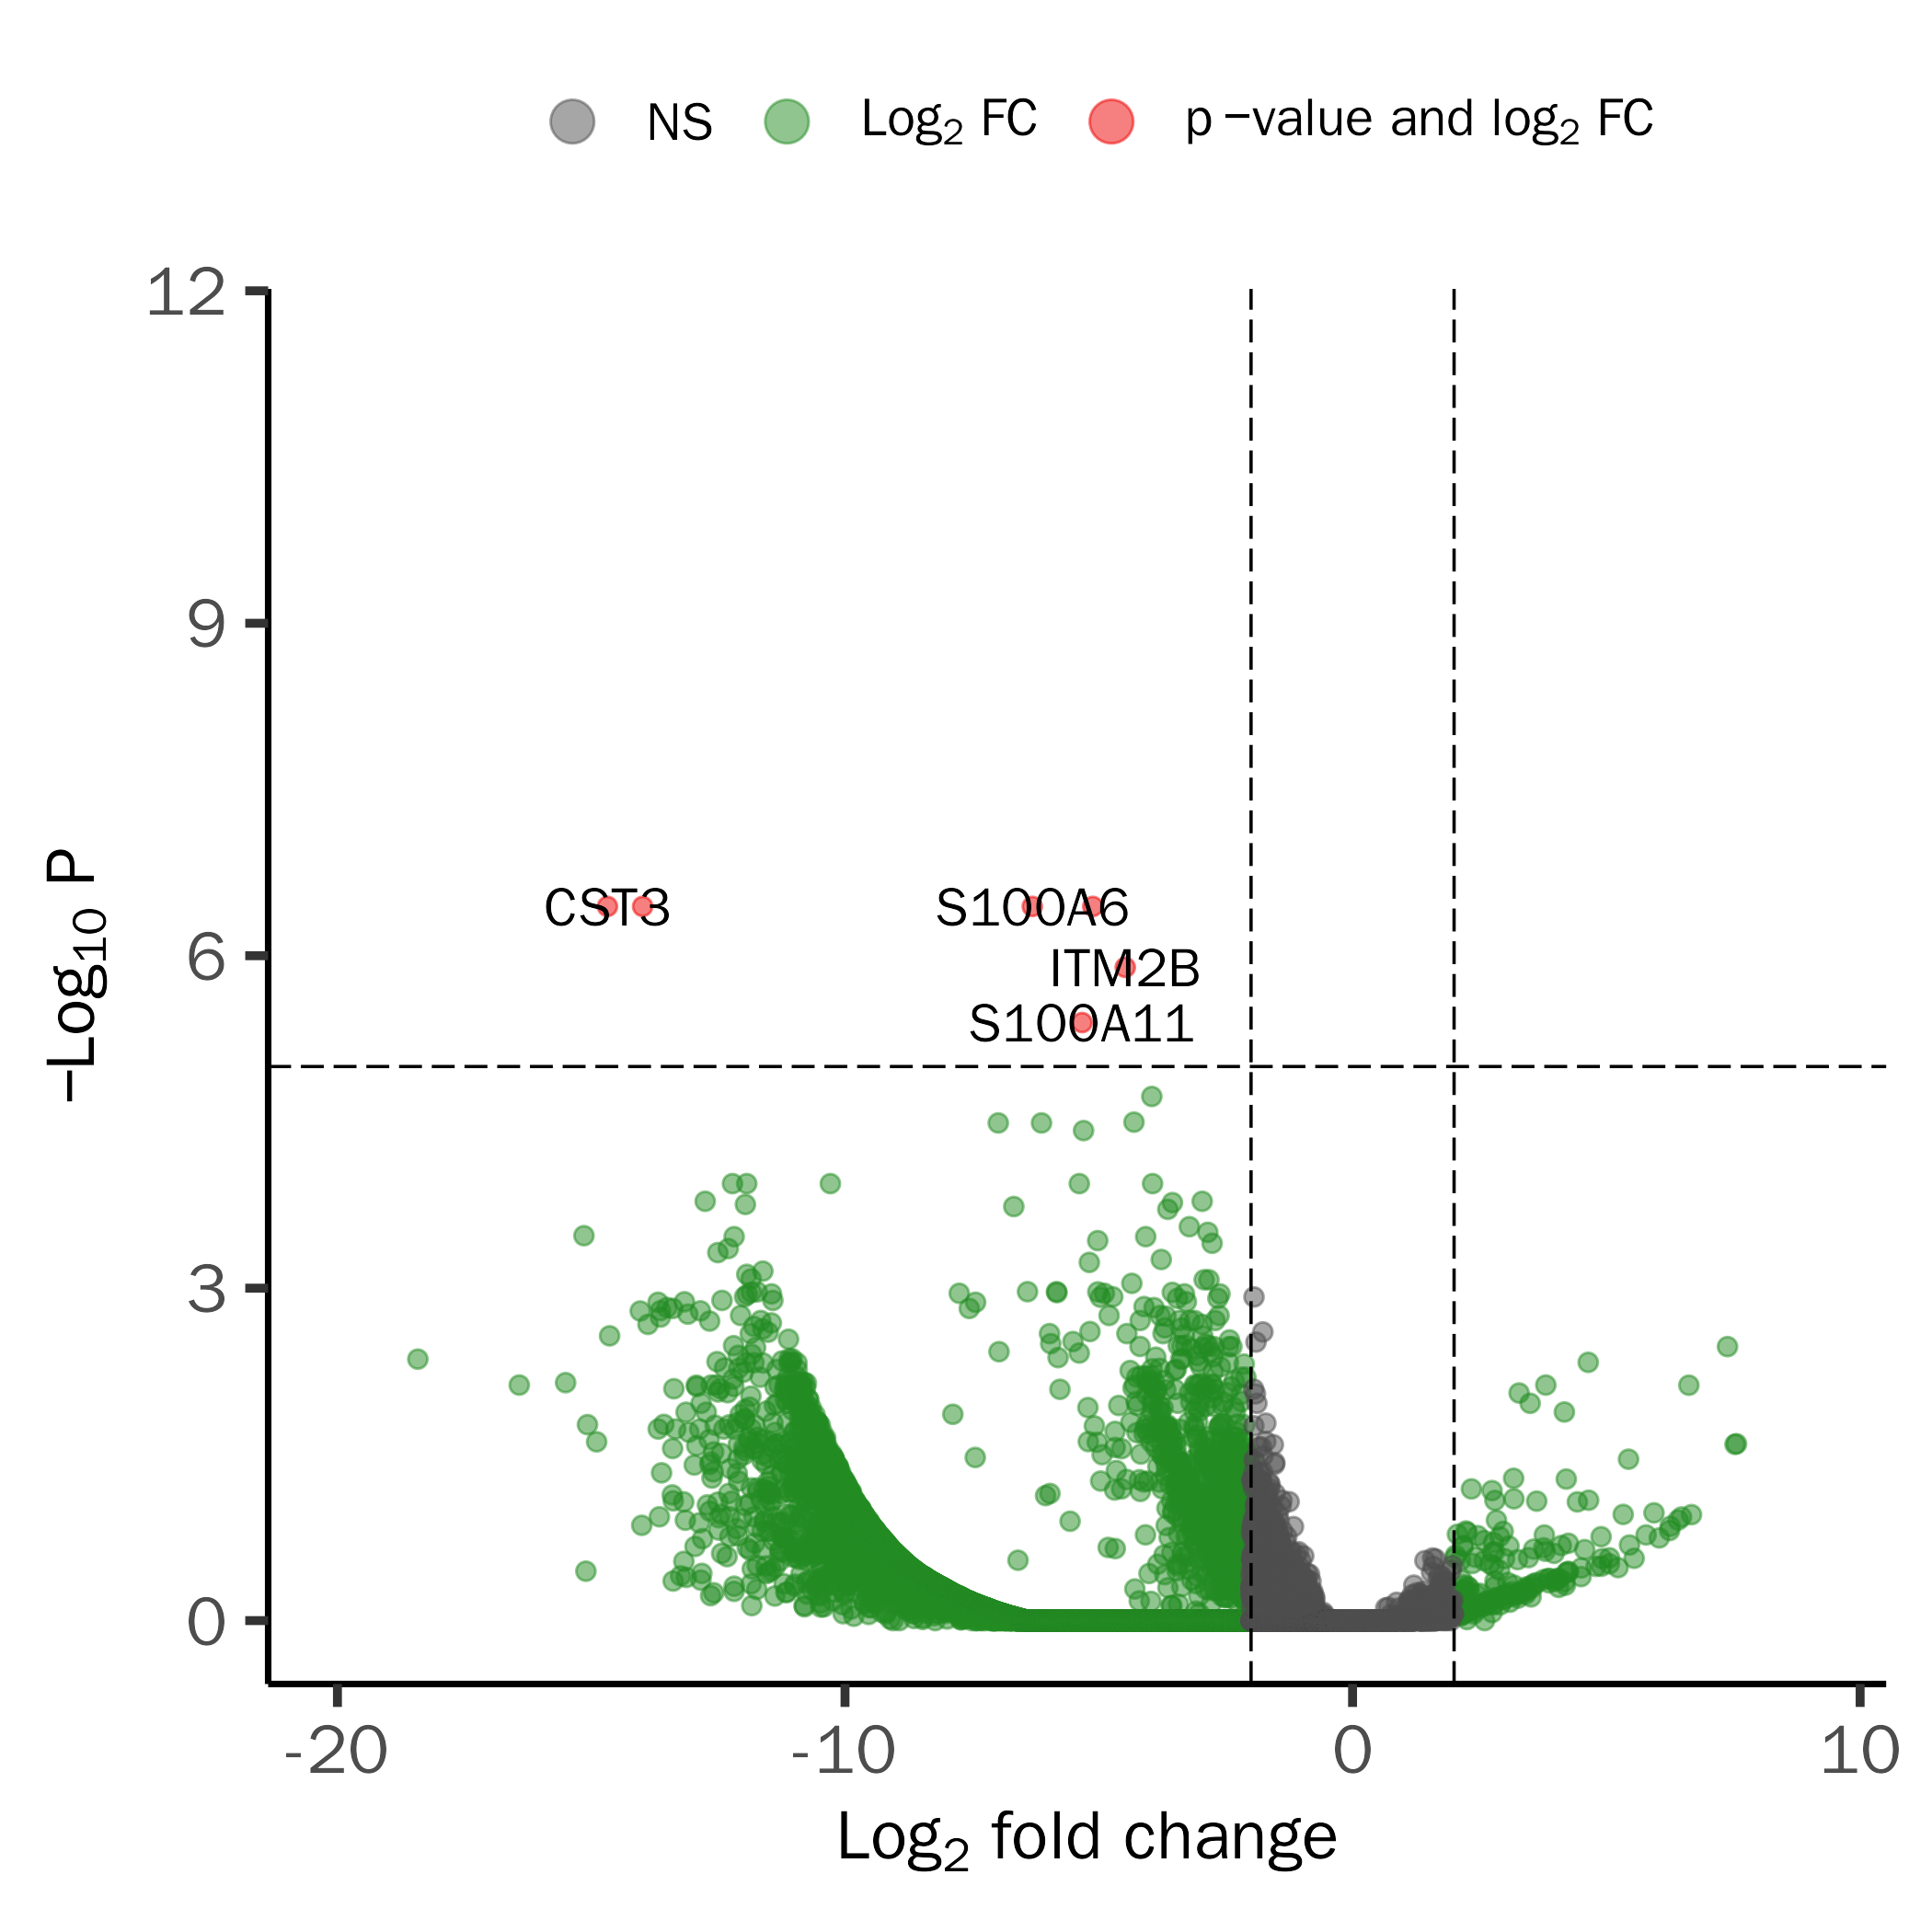 NS Log₂ FC p −value and log₂ FC
12
9
6
3
0
−Log₁₀ P
CST3
S100A6
ITM2B
S100A11
-20 -10 0 10
Log₂ fold change